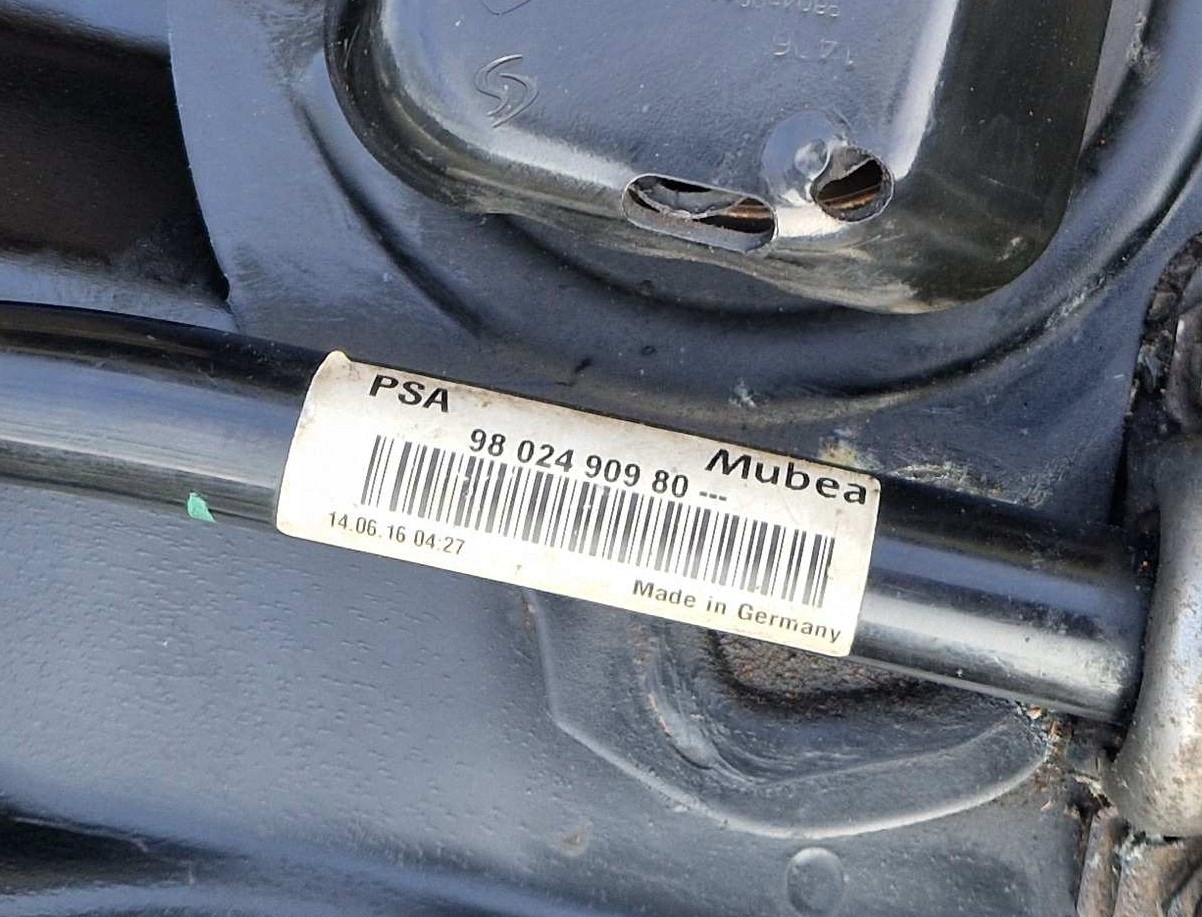 PSA
98 024 909 80 ---
Mubea
14.06.16 04:27
Made in Germany